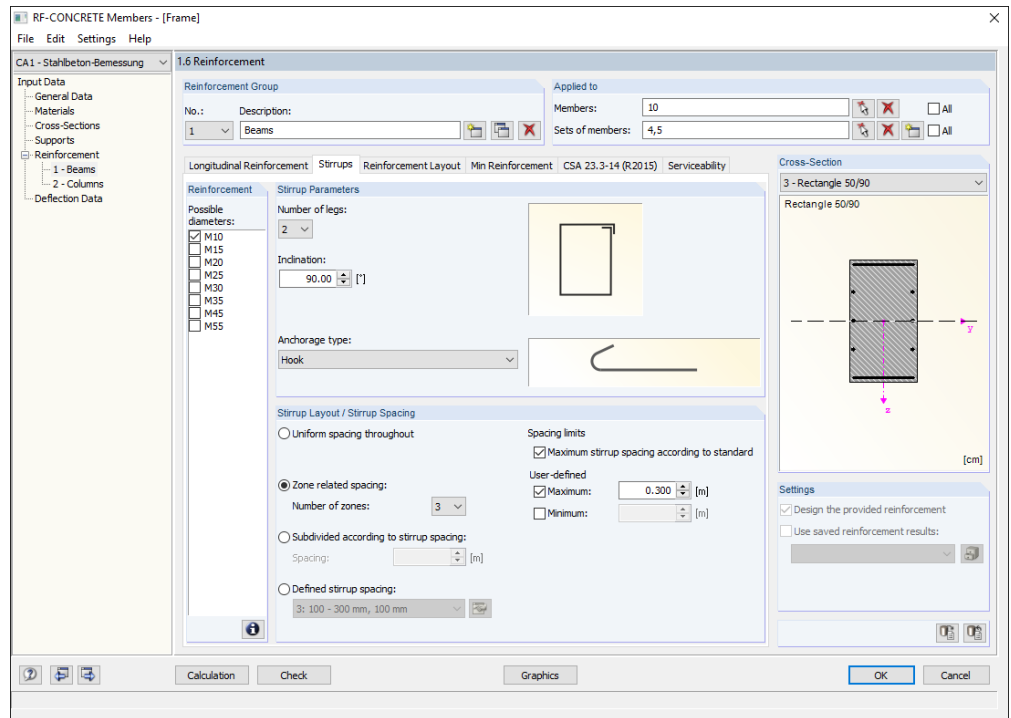 RF-CONCRETE Members - [Frame]
File Edit Settings Help
CA1 - Stahlbeton-Bemessung
Input Data
General Data
Materials
Cross-Sections
Supports
Reinforcement
1 - Beams
2 - Columns
Deflection Data
1.6 Reinforcement
Reinforcement Group
No.: Description:
1 Beams
Applied to
Members: 10 All
Sets of members: 4,5 All
Longitudinal Reinforcement Stirrups Reinforcement Layout Min Reinforcement CSA 23.3-14 (R2015) Serviceability
Reinforcement
Possible
diameters:
M10
M15
M20
M25
M30
M35
M45
M55
Stirrup Parameters
Number of legs:
2
Inclination:
90.00 [°]
Anchorage type:
Hook
Stirrup Layout / Stirrup Spacing
Uniform spacing throughout
Zone related spacing:
Number of zones: 3
Subdivided according to stirrup spacing:
Spacing: [m]
Defined stirrup spacing:
3: 100 - 300 mm, 100 mm
Spacing limits
Maximum stirrup spacing according to standard
User-defined
Maximum: 0.300 [m]
Minimum: [m]
Cross-Section
3 - Rectangle 50/90
Rectangle 50/90
y
z
[cm]
Settings
Design the provided reinforcement
Use saved reinforcement results:
Calculation Check Graphics OK Cancel